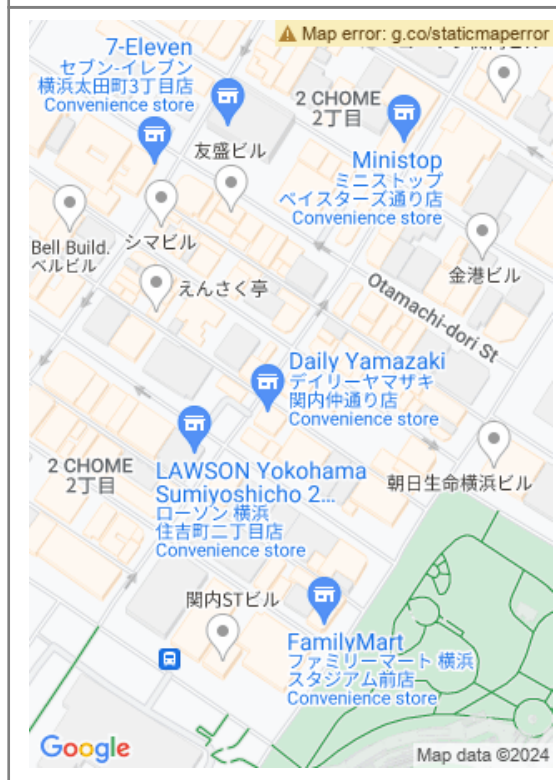 Map error: g.co/staticmaperror
7-Eleven
セブン-イレブン
横浜太田町3丁目店
Convenience store
2 CHOME
2丁目
友盛ビル
Ministop
ミニストップ
ベイスターズ通り店
Convenience store
Bell Build.
ベルビル
シマビル
金港ビル
えんさく亭
Otamachi-dori St
Daily Yamazaki
デイリーヤマザキ
関内仲通り店
Convenience store
2 CHOME
2丁目
LAWSON Yokohama
Sumiyoshicho 2...
ローソン 横浜
住吉町二丁目店
Convenience store
朝日生命横浜ビル
関内STビル
FamilyMart
ファミリーマート 横浜
スタジアム前店
Convenience store
Google
Map data ©2024